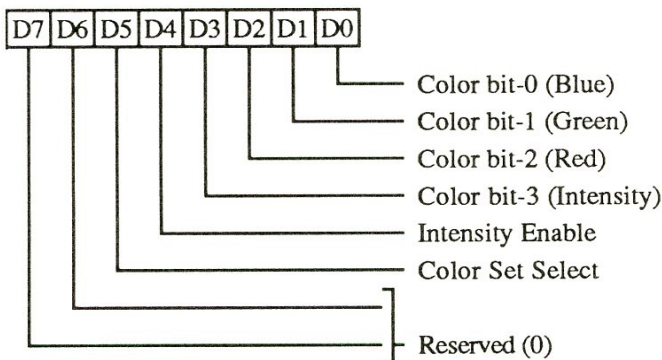 D7 D6 D5 D4 D3 D2 D1 D0
Color bit-0 (Blue)
Color bit-1 (Green)
Color bit-2 (Red)
Color bit-3 (Intensity)
Intensity Enable
Color Set Select
Reserved (0)